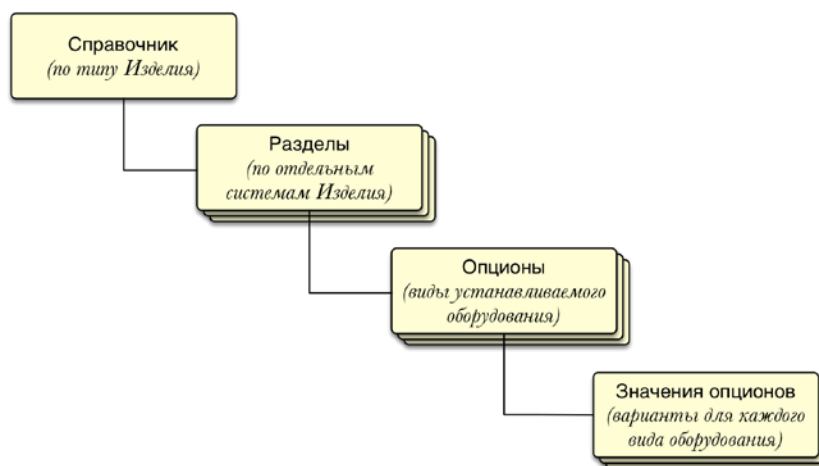 Справочник
(по типу Изделия)
Разделы
(по отдельным
системам Изделия)
Опционы
(виды устанавливаемого
оборудования)
Значения опционов
(варианты для каждого
вида оборудования)